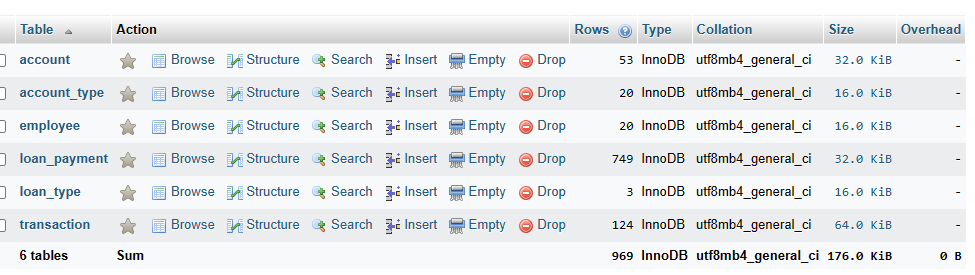 Table Action Rows Type Collation Size Overhead
account Browse Structure Search Insert Empty Drop 53 InnoDB utf8mb4_general_ci 32.0 KiB -
account_type Browse Structure Search Insert Empty Drop 20 InnoDB utf8mb4_general_ci 16.0 KiB -
employee Browse Structure Search Insert Empty Drop 20 InnoDB utf8mb4_general_ci 16.0 KiB -
loan_payment Browse Structure Search Insert Empty Drop 749 InnoDB utf8mb4_general_ci 32.0 KiB -
loan_type Browse Structure Search Insert Empty Drop 3 InnoDB utf8mb4_general_ci 16.0 KiB -
transaction Browse Structure Search Insert Empty Drop 124 InnoDB utf8mb4_general_ci 64.0 KiB -
6 tables Sum 969 InnoDB utf8mb4_general_ci 176.0 KiB 0 B